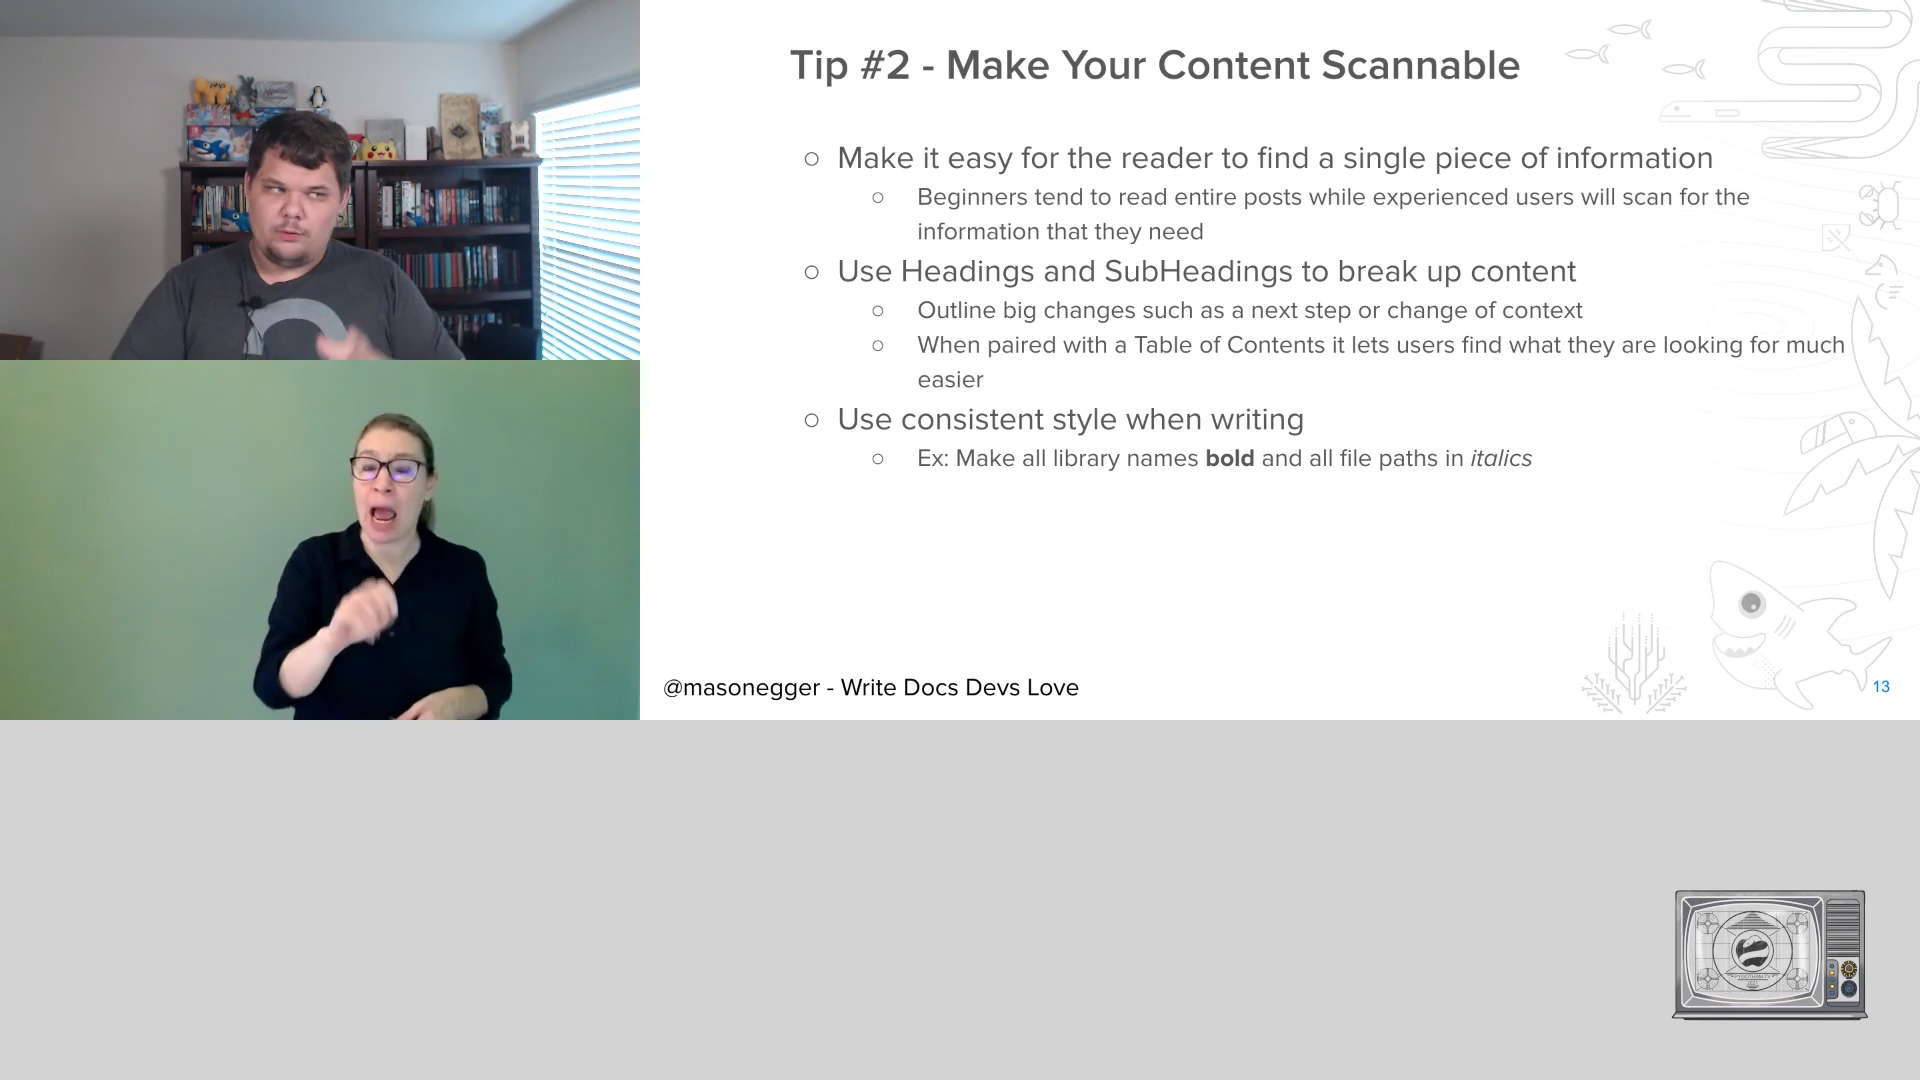 Tip #2 - Make Your Content Scannable
○ Make it easy for the reader to find a single piece of information
○ Beginners tend to read entire posts while experienced users will scan for the
information that they need
○ Use Headings and SubHeadings to break up content
○ Outline big changes such as a next step or change of context
○ When paired with a Table of Contents it lets users find what they are looking for much
easier
○ Use consistent style when writing
○ Ex: Make all library names bold and all file paths in italics
@masonegger - Write Docs Devs Love
13